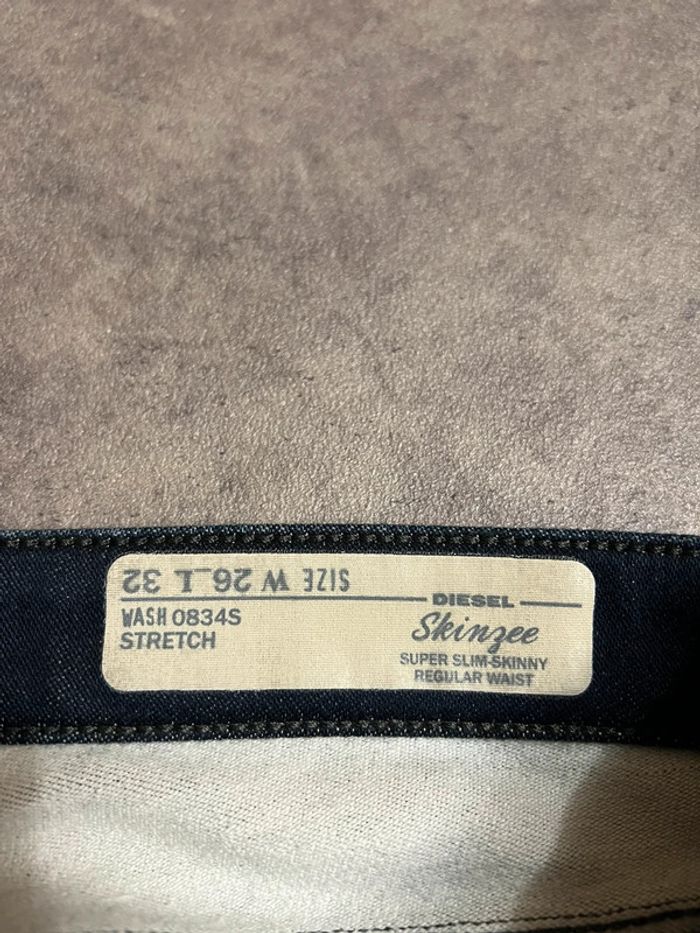 SIZE W 26 L 32
WASH 0834S
STRETCH
DIESEL
Skinzee
SUPER SLIM-SKINNY
REGULAR WAIST